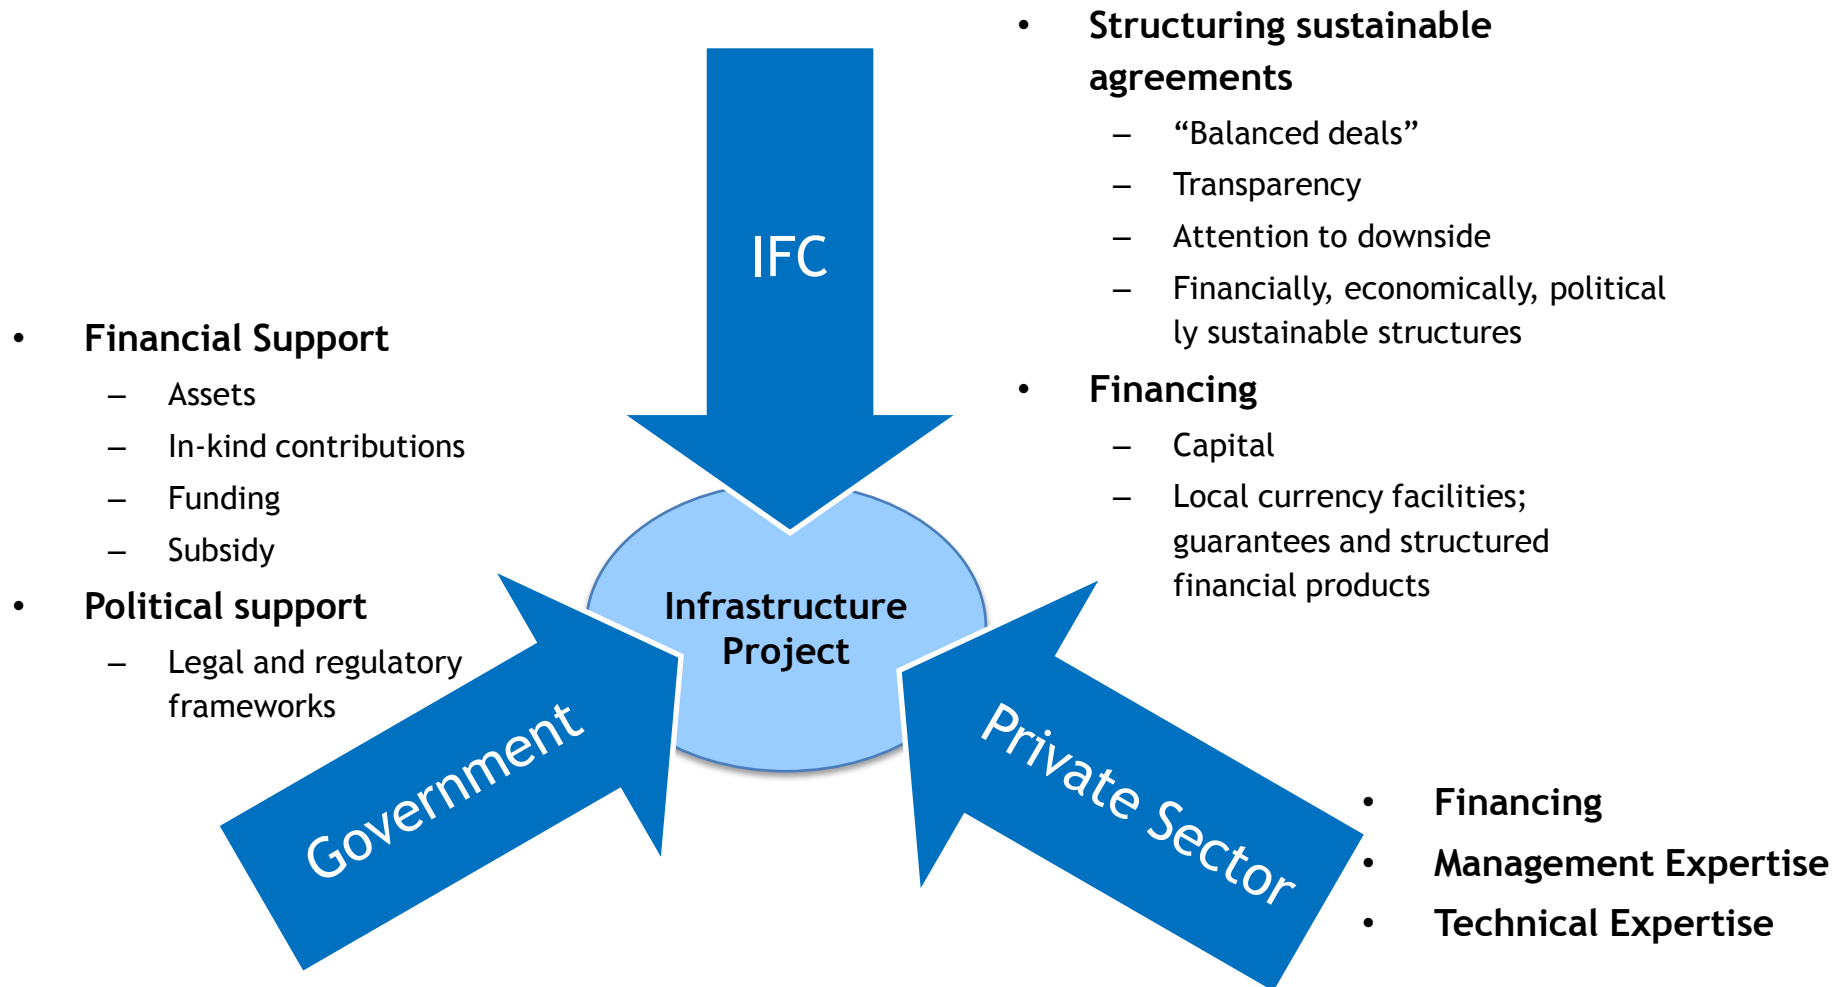 • Structuring sustainable
agreements
– “Balanced deals”
– Transparency
– Attention to downside
– Financially, economically, political
ly sustainable structures
• Financing
– Capital
– Local currency facilities;
guarantees and structured
financial products
IFC
• Financial Support
– Assets
– In-kind contributions
– Funding
– Subsidy
• Political support
– Legal and regulatory
frameworks
Infrastructure
Project
Government
Private Sector
• Financing
• Management Expertise
• Technical Expertise